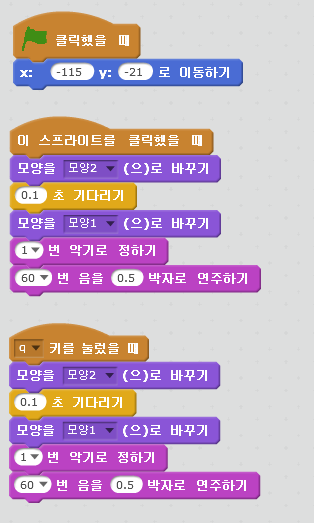 클릭했을 때
x: -115 y: -21 로 이동하기
이 스프라이트를 클릭했을 때
모양을 모양2 (으)로 바꾸기
0.1 초 기다리기
모양을 모양1 (으)로 바꾸기
1 번 악기로 정하기
60 번 음을 0.5 박자로 연주하기
q 키를 눌렀을 때
모양을 모양2 (으)로 바꾸기
0.1 초 기다리기
모양을 모양1 (으)로 바꾸기
1 번 악기로 정하기
60 번 음을 0.5 박자로 연주하기